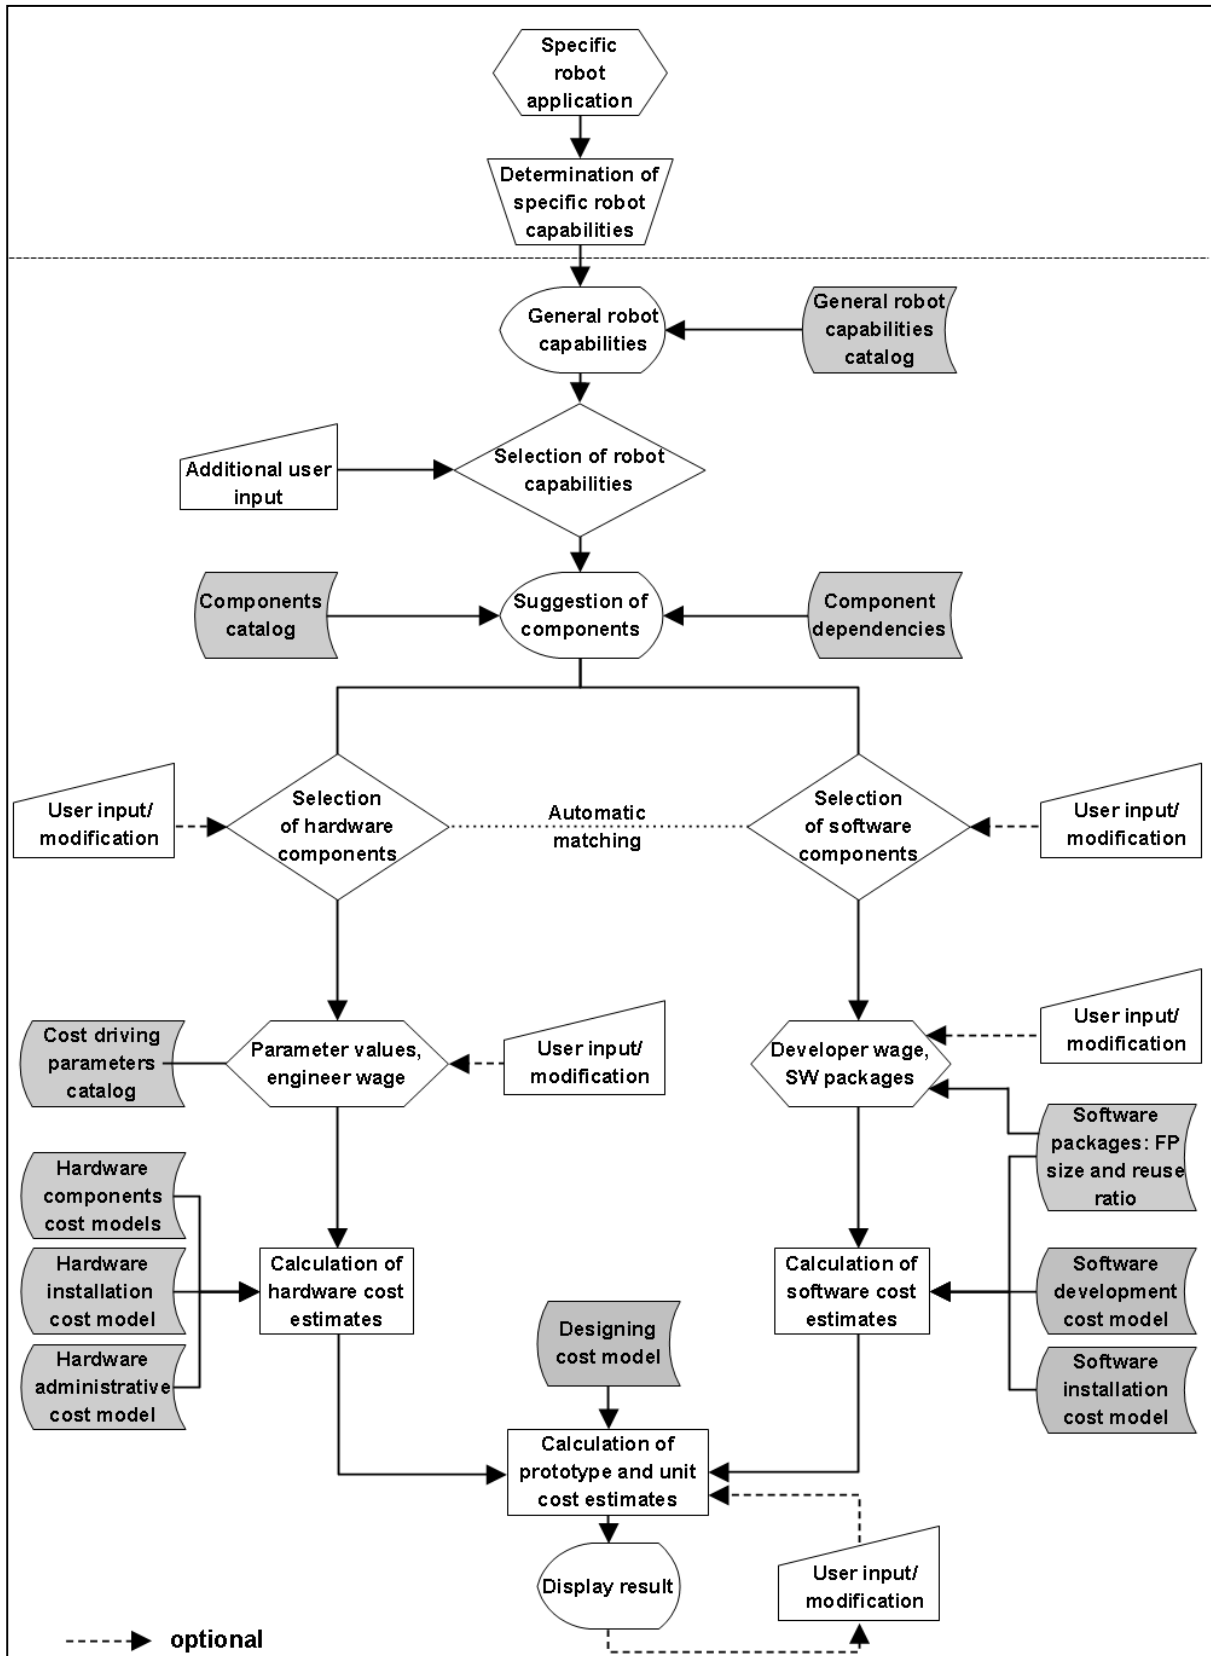 Specific
robot
application
Determination of
specific robot
capabilities
General robot
capabilities
General robot
capabilities
catalog
Additional user
input
Selection of robot
capabilities
Components
catalog
Suggestion of
components
Component
dependencies
User input/
modification
Selection
of hardware
components
Automatic
matching
Selection
of software
components
User input/
modification
Cost driving
parameters
catalog
Parameter values,
engineer wage
User input/
modification
Developer wage,
SW packages
User input/
modification
Software
packages: FP
size and reuse
ratio
Hardware
components
cost models
Hardware
installation
cost model
Hardware
administrative
cost model
Calculation of
hardware cost
estimates
Designing
cost model
Calculation of
software cost
estimates
Software
development
cost model
Software
installation
cost model
Calculation of
prototype and unit
cost estimates
Display result
User input/
modification
optional